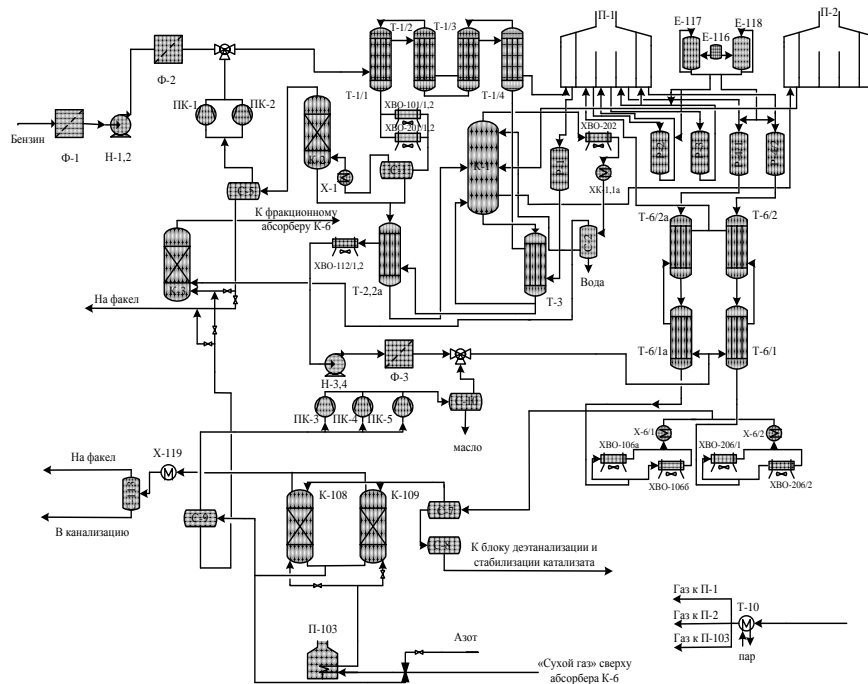 П-1
П-2
Е-117
Е-118
Е-116
Т-1/2
Т-1/3
Ф-2
ПК-1
ПК-2
Т-1/1
Т-1/4
ХВО-101/1,2
ХВО-202
Бензин
Ф-1
Н-1,2
Х-1
ХК-1,1а
К фракционному
абсорберу К-6
Т-6/2а
Т-6/2
ХВО-112/1,2
К-3
С-2
Вода
Т-2,2а
Т-3
На факел
Т-6/1а
Т-6/1
Н-3,4
Ф-3
ПК-3
ПК-4
ПК-5
С-10
масло
Х-6/1
Х-6/2
Х-119
ХВО-106а
ХВО-206/1
ХВО-106б
ХВО-206/2
На факел
К-108
К-109
С-9
С-7
В канализацию
С-8
К блоку деэтанализации и
стабилизации катализата
П-103
Азот
«Сухой газ» сверху
абсорбера К-6
Газ к П-1
Газ к П-2
Газ к П-103
Т-10
пар